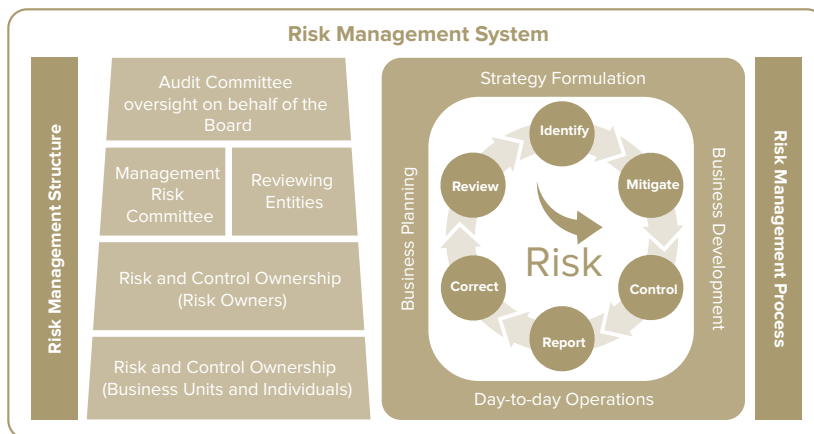 Risk Management System
Risk Management Structure
Audit Committee
oversight on behalf of the
Board
Management
Risk
Committee
Reviewing
Entities
Risk and Control Ownership
(Risk Owners)
Risk and Control Ownership
(Business Units and Individuals)
Strategy Formulation
Business Planning
Identify
Mitigate
Control
Report
Correct
Review
Risk
Business Development
Day-to-day Operations
Risk Management Process